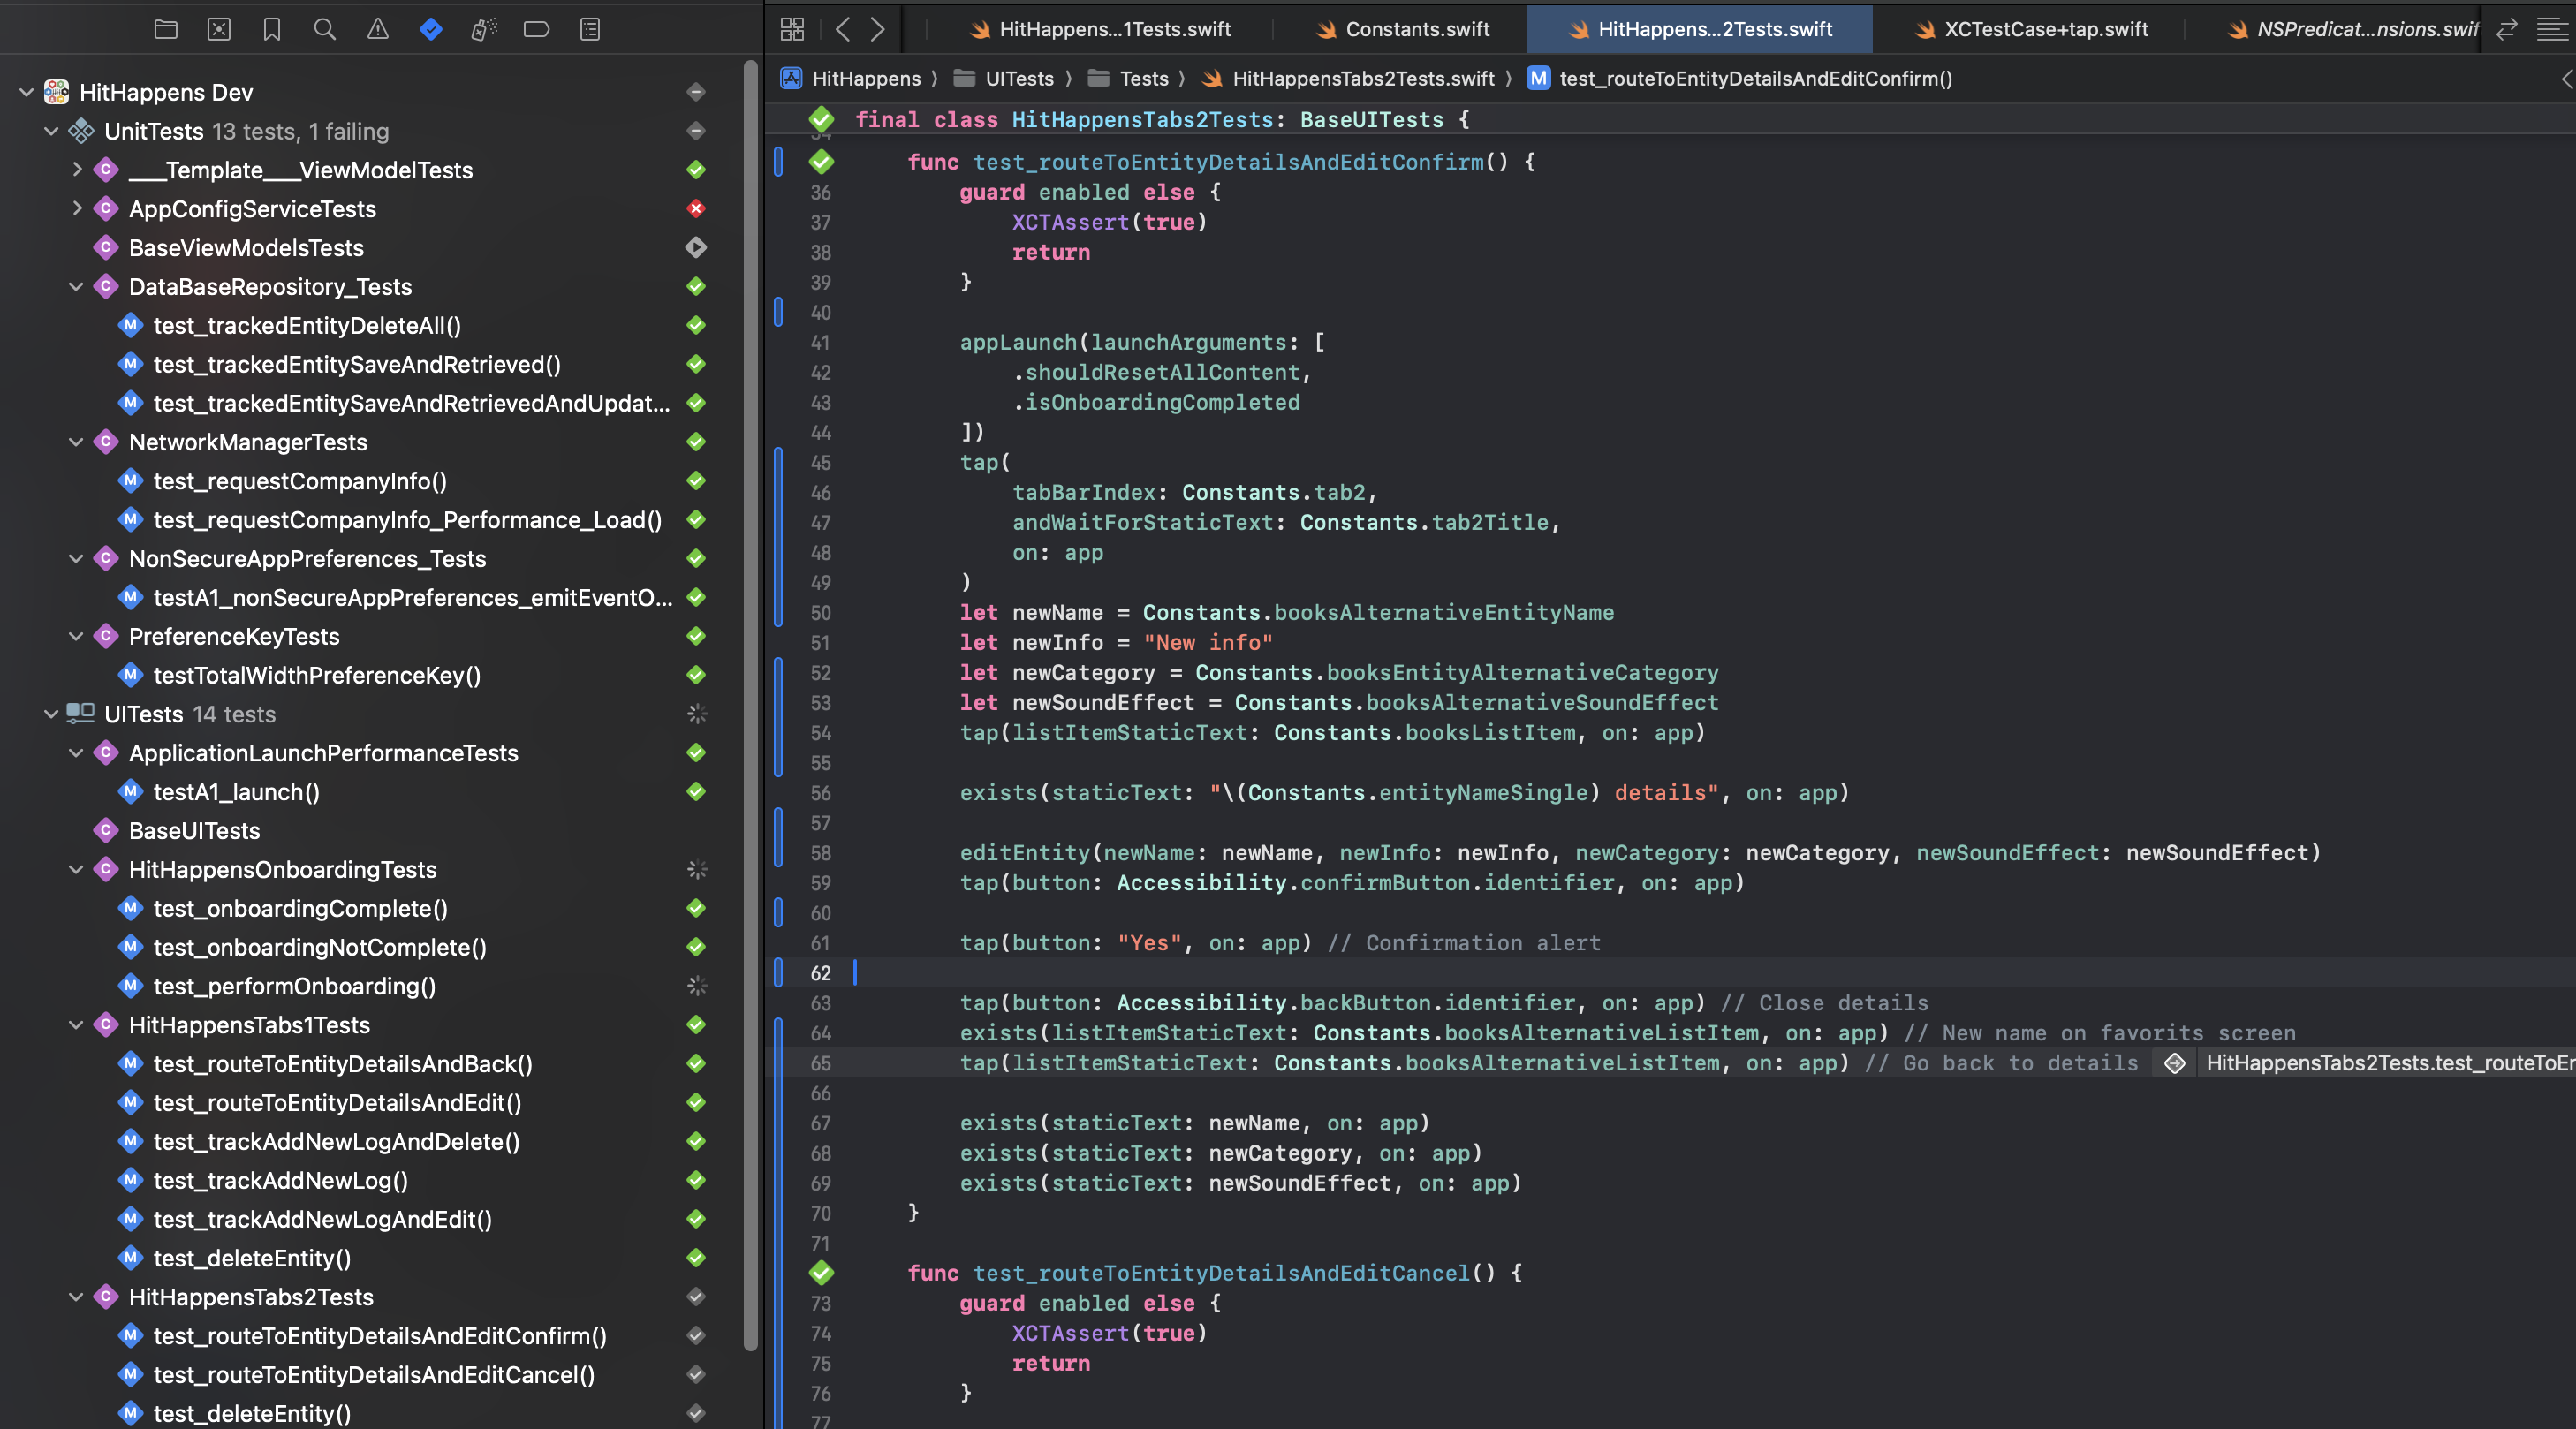 HitHappens Dev
UnitTests 13 tests, 1 failing
___Template___ViewModelTests
AppConfigServiceTests
BaseViewModelsTests
DataBaseRepository_Tests
test_trackedEntityDeleteAll()
test_trackedEntitySaveAndRetrieved()
test_trackedEntitySaveAndRetrievedAndUpdat...
NetworkManagerTests
test_requestCompanyInfo()
test_requestCompanyInfo_Performance_Load()
NonSecureAppPreferences_Tests
testA1_nonSecureAppPreferences_emitEventO...
PreferenceKeyTests
testTotalWidthPreferenceKey()
UITests 14 tests
ApplicationLaunchPerformanceTests
testA1_launch()
BaseUITests
HitHappensOnboardingTests
test_onboardingComplete()
test_onboardingNotComplete()
test_performOnboarding()
HitHappensTabs1Tests
test_routeToEntityDetailsAndBack()
test_routeToEntityDetailsAndEdit()
test_trackAddNewLogAndDelete()
test_trackAddNewLog()
test_trackAddNewLogAndEdit()
test_deleteEntity()
HitHappensTabs2Tests
test_routeToEntityDetailsAndEditConfirm()
test_routeToEntityDetailsAndEditCancel()
test_deleteEntity()
HitHappens...1Tests.swift Constants.swift HitHappens...2Tests.swift XCTestCase+tap.swift NSPredicat...nsions.swif
HitHappens UITests Tests HitHappensTabs2Tests.swift M test_routeToEntityDetailsAndEditConfirm()
final class HitHappensTabs2Tests: BaseUITests {
34
func test_routeToEntityDetailsAndEditConfirm() {
36 guard enabled else {
37 XCTAssert(true)
38 return
39 }
40
41 appLaunch(launchArguments: [
42 .shouldResetAllContent,
43 .isOnboardingCompleted
44 ])
45 tap(
46 tabBarIndex: Constants.tab2,
47 andWaitForStaticText: Constants.tab2Title,
48 on: app
49 )
50 let newName = Constants.booksAlternativeEntityName
51 let newInfo = "New info"
52 let newCategory = Constants.booksEntityAlternativeCategory
53 let newSoundEffect = Constants.booksAlternativeSoundEffect
54 tap(listItemStaticText: Constants.booksListItem, on: app)
55
56 exists(staticText: "\(Constants.entityNameSingle) details", on: app)
57
58 editEntity(newName: newName, newInfo: newInfo, newCategory: newCategory, newSoundEffect: newSoundEffect)
59 tap(button: Accessibility.confirmButton.identifier, on: app)
60
61 tap(button: "Yes", on: app) // Confirmation alert
62
63 tap(button: Accessibility.backButton.identifier, on: app) // Close details
64 exists(listItemStaticText: Constants.booksAlternativeListItem, on: app) // New name on favorits screen
65 tap(listItemStaticText: Constants.booksAlternativeListItem, on: app) // Go back to details HitHappensTabs2Tests.test_routeToEn
66
67 exists(staticText: newName, on: app)
68 exists(staticText: newCategory, on: app)
69 exists(staticText: newSoundEffect, on: app)
70 }
71
func test_routeToEntityDetailsAndEditCancel() {
73 guard enabled else {
74 XCTAssert(true)
75 return
76 }
77